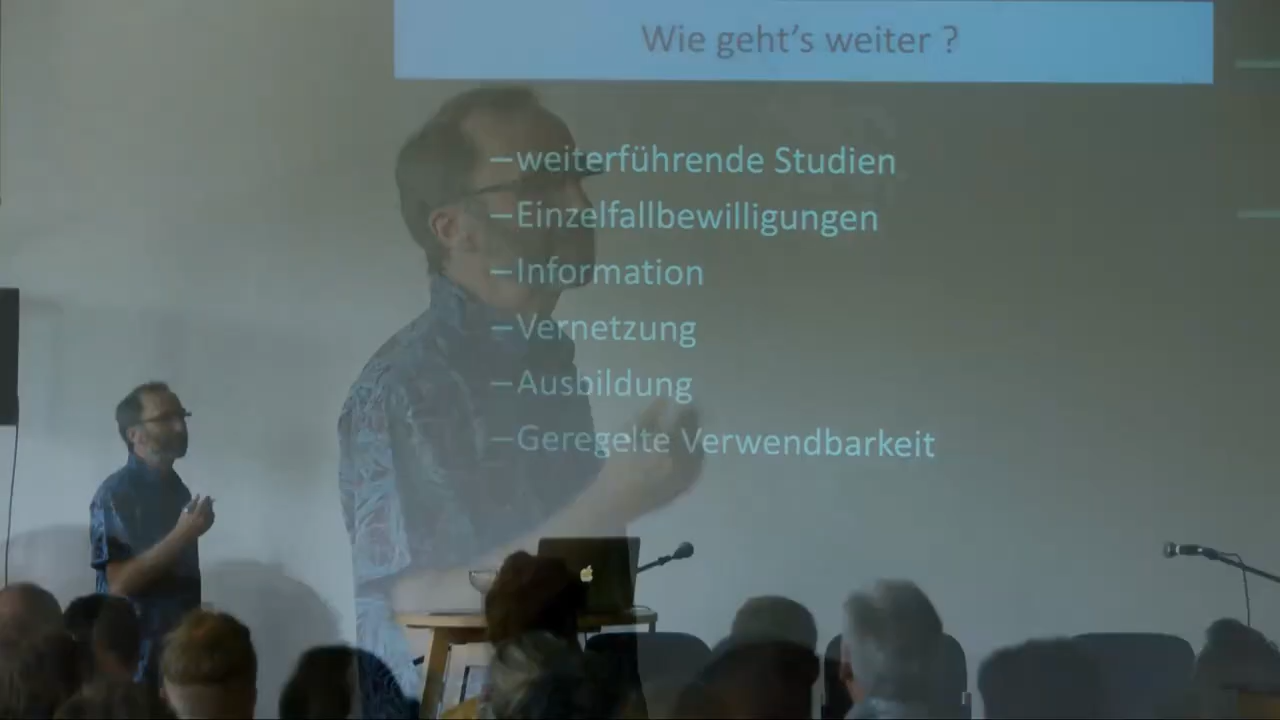 Wie geht's weiter ?
–weiterführende Studien
–Einzelfallbewilligungen
–Information
–Vernetzung
–Ausbildung
–Geregelte Verwendbarkeit